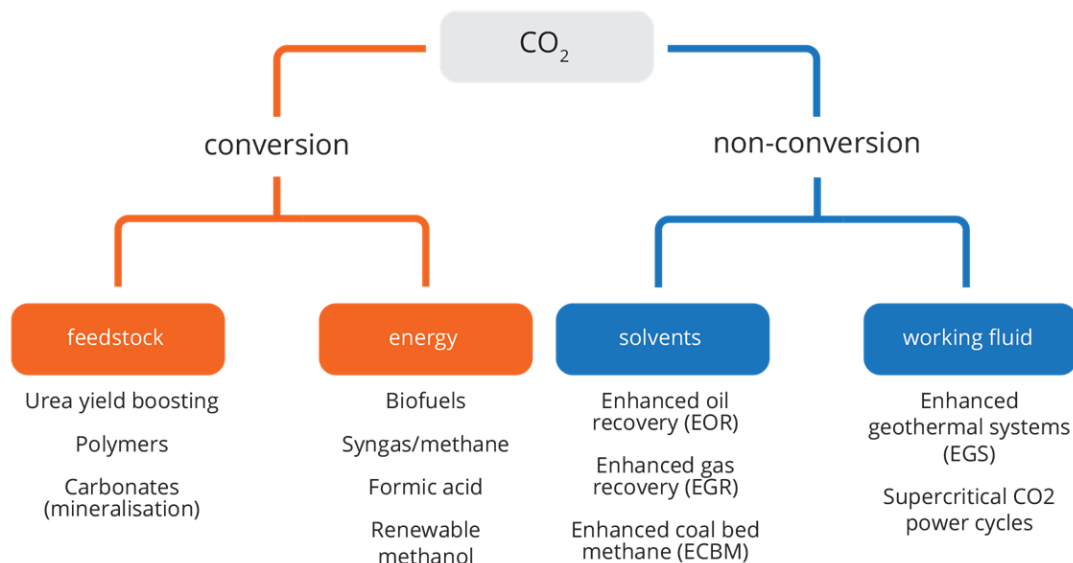 CO2
conversion
non-conversion
feedstock
Urea yield boosting
Polymers
Carbonates
(mineralisation)
energy
Biofuels
Syngas/methane
Formic acid
Renewable
methanol
solvents
Enhanced oil
recovery (EOR)
Enhanced gas
recovery (EGR)
Enhanced coal bed
methane (ECBM)
working fluid
Enhanced
geothermal systems
(EGS)
Supercritical CO2
power cycles